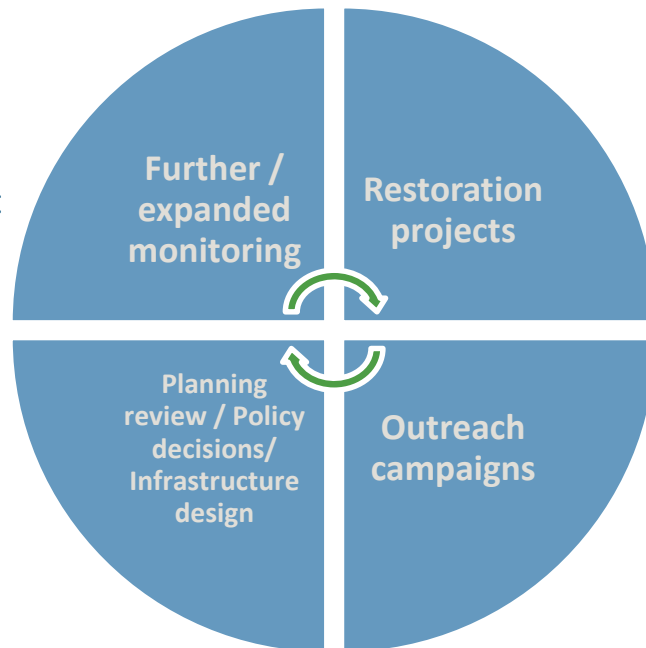 Further /
expanded
monitoring
Restoration
projects
Planning
review / Policy
decisions/
Infrastructure
design
Outreach
campaigns